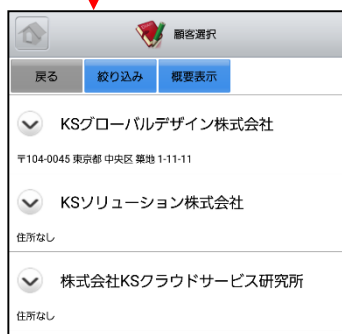 顧客選択
戻る 絞り込み 概要表示
KSグローバルデザイン株式会社
〒104-0045 東京都 中央区 築地 1-11-11
KSソリューション株式会社
住所なし
株式会社KSクラウドサービス研究所
住所なし